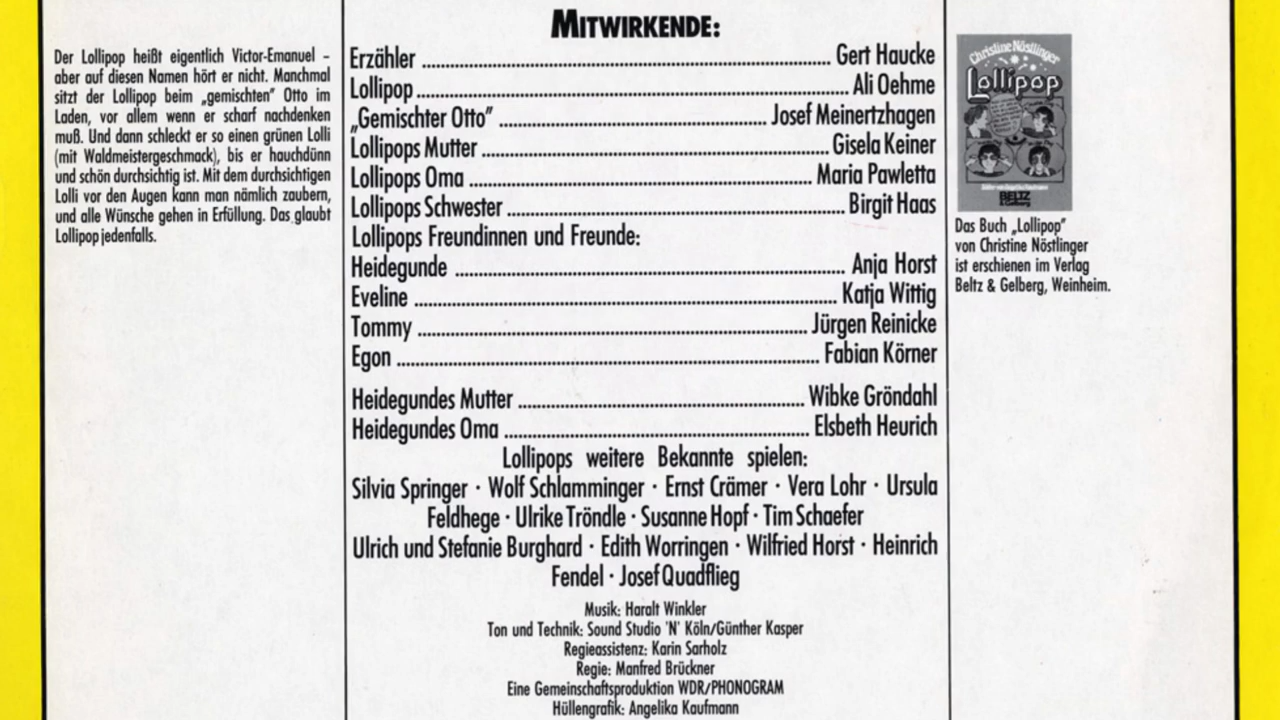 Der Lollipop heißt eigentlich Victor-Emanuel –
aber auf diesen Namen hört er nicht. Manchmal
sitzt der Lollipop beim „gemischten" Otto im
Laden, vor allem wenn er scharf nachdenken
muß. Und dann schleckt er so einen grünen Lolli
(mit Waldmeistergeschmack), bis er hauchdünn
und schön durchsichtig ist. Mit dem durchsichtigen
Lolli vor den Augen kann man nämlich zaubern,
und alle Wünsche gehen in Erfüllung. Das glaubt
Lollipop jedenfalls.
MITWIRKENDE:
Erzähler ........ Gert Haucke
Lollipop ........ Ali Oehme
„Gemischter Otto" ........ Josef Meinertzhagen
Lollipops Mutter ........ Gisela Keiner
Lollipops Oma ........ Maria Pawletta
Lollipops Schwester ........ Birgit Haas
Lollipops Freundinnen und Freunde:
Heidegunde ........ Anja Horst
Eveline ........ Katja Wittig
Tommy ........ Jürgen Reinicke
Egon ........ Fabian Körner
Heidegundes Mutter ........ Wibke Gröndahl
Heidegundes Oma ........ Elsbeth Heurich
Lollipops weitere Bekannte spielen:
Silvia Springer · Wolf Schlamminger · Ernst Crämer · Vera Lohr · Ursula
Feldhege · Ulrike Tröndle · Susanne Hopf · Tim Schaefer
Ulrich und Stefanie Burghard · Edith Worringen · Wilfried Horst · Heinrich
Fendel · Josef Quadflieg
Musik: Haralt Winkler
Ton und Technik: Sound Studio 'N' Köln/Günther Kasper
Regieassistenz: Karin Sarholz
Regie: Manfred Brückner
Eine Gemeinschaftsproduktion WDR/PHONOGRAM
Hüllengrafik: Angelika Kaufmann
Christine Nöstlinger
Lollipop
BELTZ
& Gelberg
Das Buch „Lollipop"
von Christine Nöstlinger
ist erschienen im Verlag
Beltz & Gelberg, Weinheim.